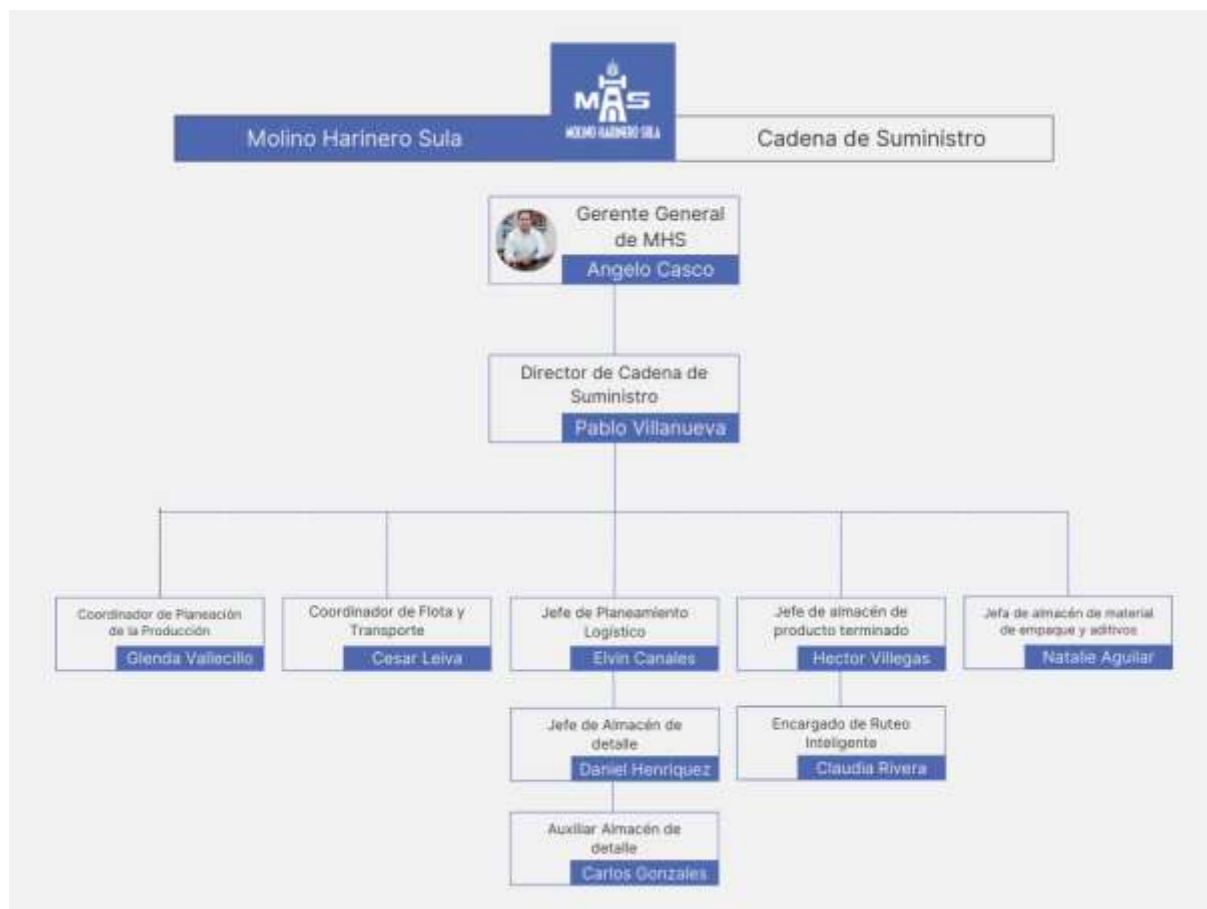 MHS
MOLINO HARINERO SULA
Molino Harinero Sula
Cadena de Suministro
Gerente General
de MHS
Angelo Casco
Director de Cadena de
Suministro
Pablo Villanueva
Coordinador de Planeación
de la Producción
Glenda Vallecillo
Coordinador de Flota y
Transporte
Cesar Leiva
Jefe de Planeamiento
Logístico
Elvin Canales
Jefe de almacén de
producto terminado
Hector Villegas
Jefa de almacén de material
de empaque y aditivos
Natalie Aguilar
Jefe de Almacén de
detalle
Daniel Henriquez
Encargado de Ruteo
Inteligente
Claudia Rivera
Auxiliar Almacén de
detalle
Carlos Gonzales